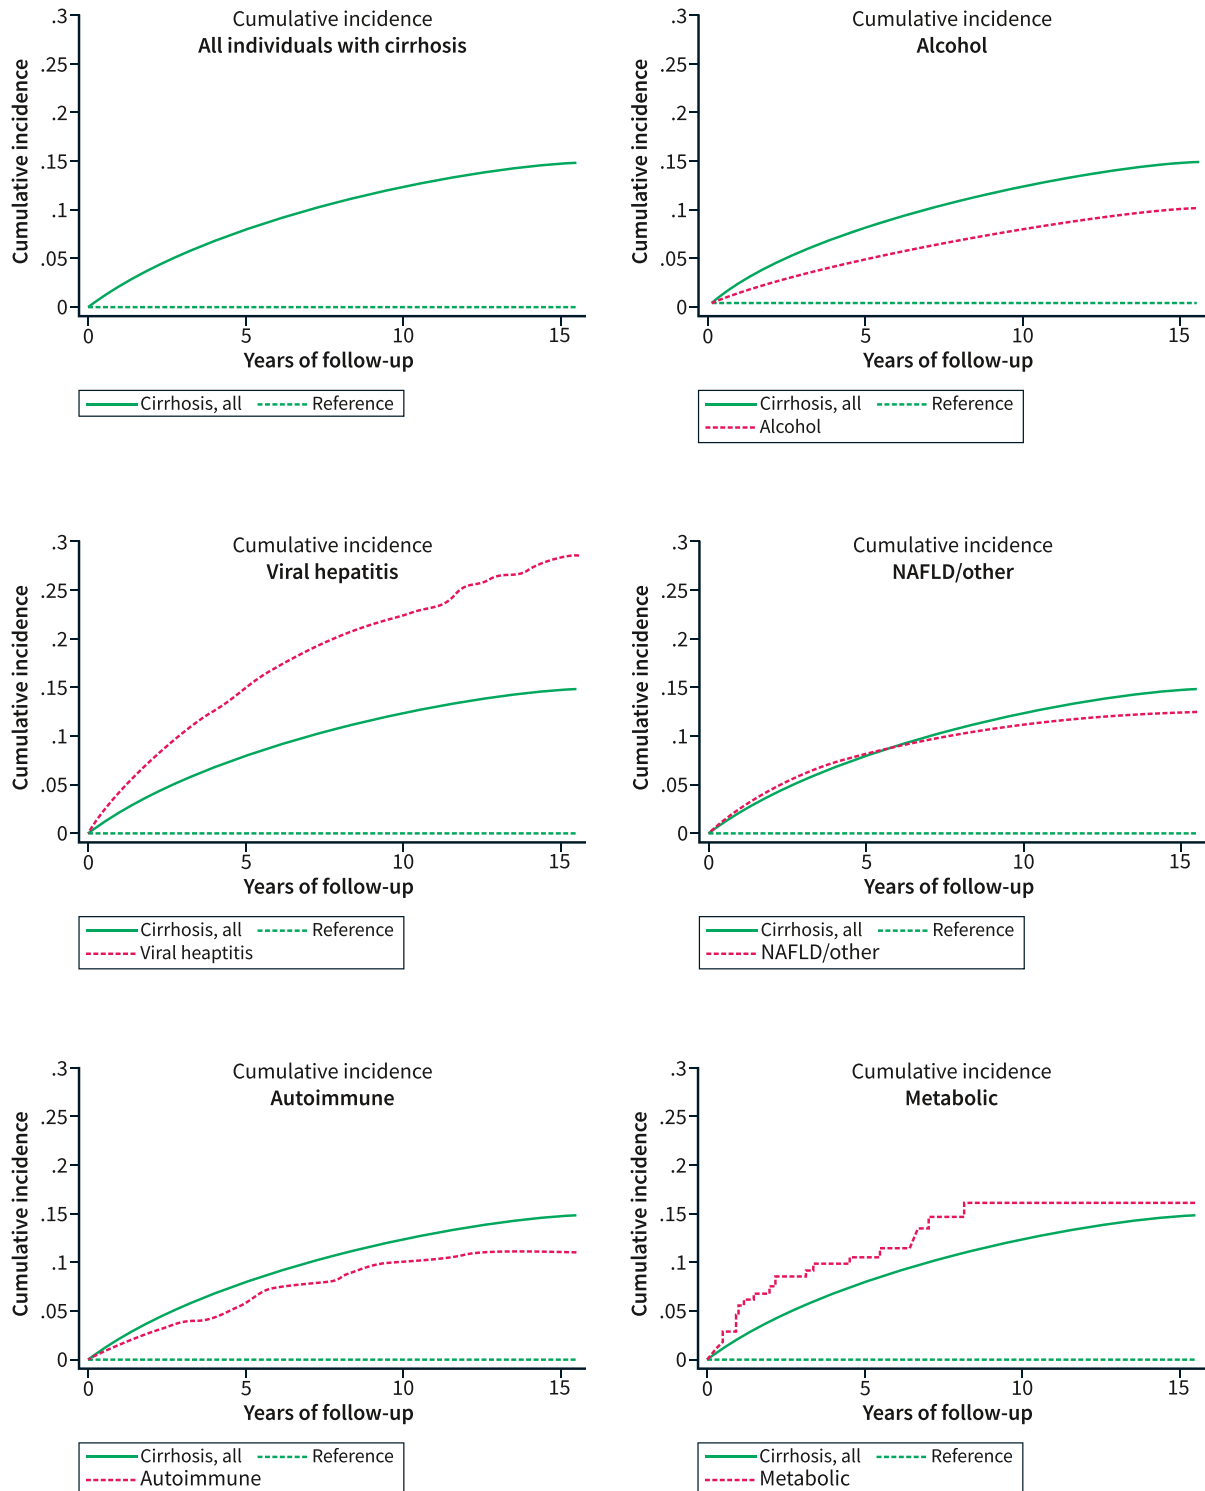 Cumulative incidence
All individuals with cirrhosis
Cumulative incidence
.3
.25
.2
.15
.1
.05
0
0 5 10 15
Years of follow-up
Cirrhosis, all Reference
Cumulative incidence
Alcohol
Cumulative incidence
.3
.25
.2
.15
.1
.05
0
0 5 10 15
Years of follow-up
Cirrhosis, all Reference
Alcohol
Cumulative incidence
Viral hepatitis
Cumulative incidence
.3
.25
.2
.15
.1
.05
0
0 5 10 15
Years of follow-up
Cirrhosis, all Reference
Viral heaptitis
Cumulative incidence
NAFLD/other
Cumulative incidence
.3
.25
.2
.15
.1
.05
0
0 5 10 15
Years of follow-up
Cirrhosis, all Reference
NAFLD/other
Cumulative incidence
Autoimmune
Cumulative incidence
.3
.25
.2
.15
.1
.05
0
0 5 10 15
Years of follow-up
Cirrhosis, all Reference
Autoimmune
Cumulative incidence
Metabolic
Cumulative incidence
.3
.25
.2
.15
.1
.05
0
0 5 10 15
Years of follow-up
Cirrhosis, all Reference
Metabolic